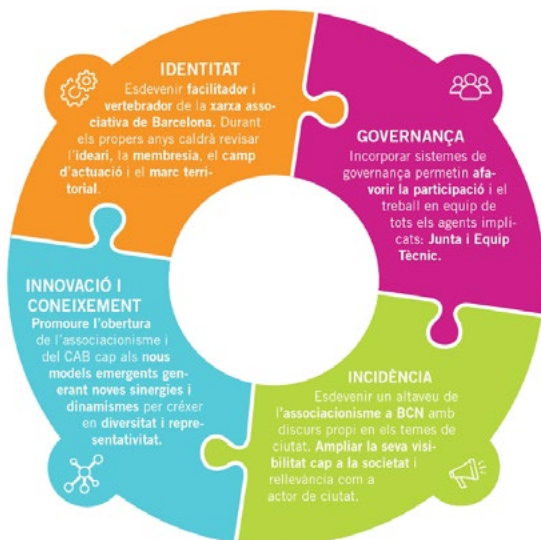 IDENTITAT
Esdevenir facilitador i
vertebrador de la xarxa asso-
ciativa de Barcelona. Durant
els propers anys caldrà revisar
l'ideari, la membresia, el camp
d'actuació i el marc terri-
torial.
GOVERNANÇA
Incorporar sistemes de
governança permetin afa-
vorir la participació i el
treball en equip de
tots els agents impli-
cats: Junta i Equip
Tècnic.
INNOVACIÓ I
CONEIXEMENT
Promoure l'obertura
de l'associacionisme i
del CAB cap als nous
models emergents gen-
erant noves sinergies i
dinamismes per créixer
en diversitat i repre-
sentativitat.
INCIDÈNCIA
Esdevenir un altaveu de
l'associacionisme a BCN amb
discurs propi en els temes de
ciutat. Ampliar la seva visi-
bilitat cap a la societat i
rellevància com a
actor de ciutat.